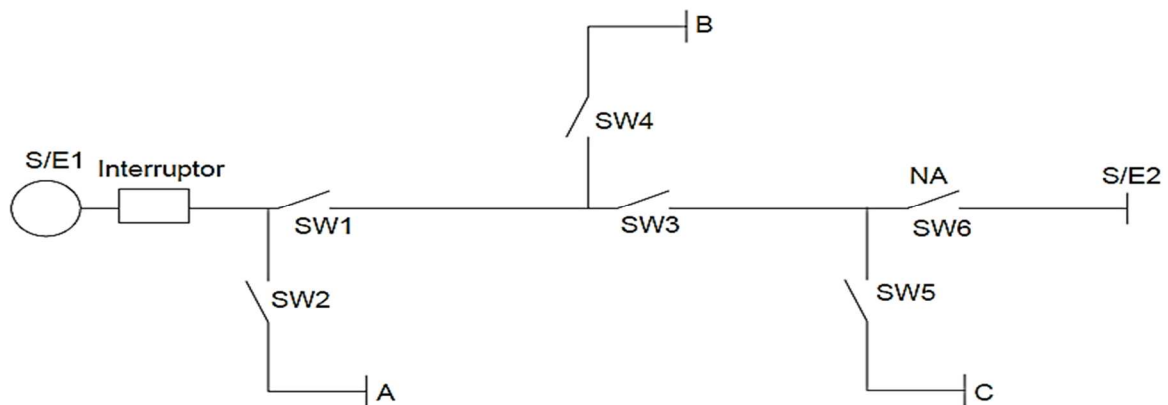 B
SW4
S/E1
Interruptor
NA
S/E2
SW1
SW3
SW6
SW2
SW5
A
C